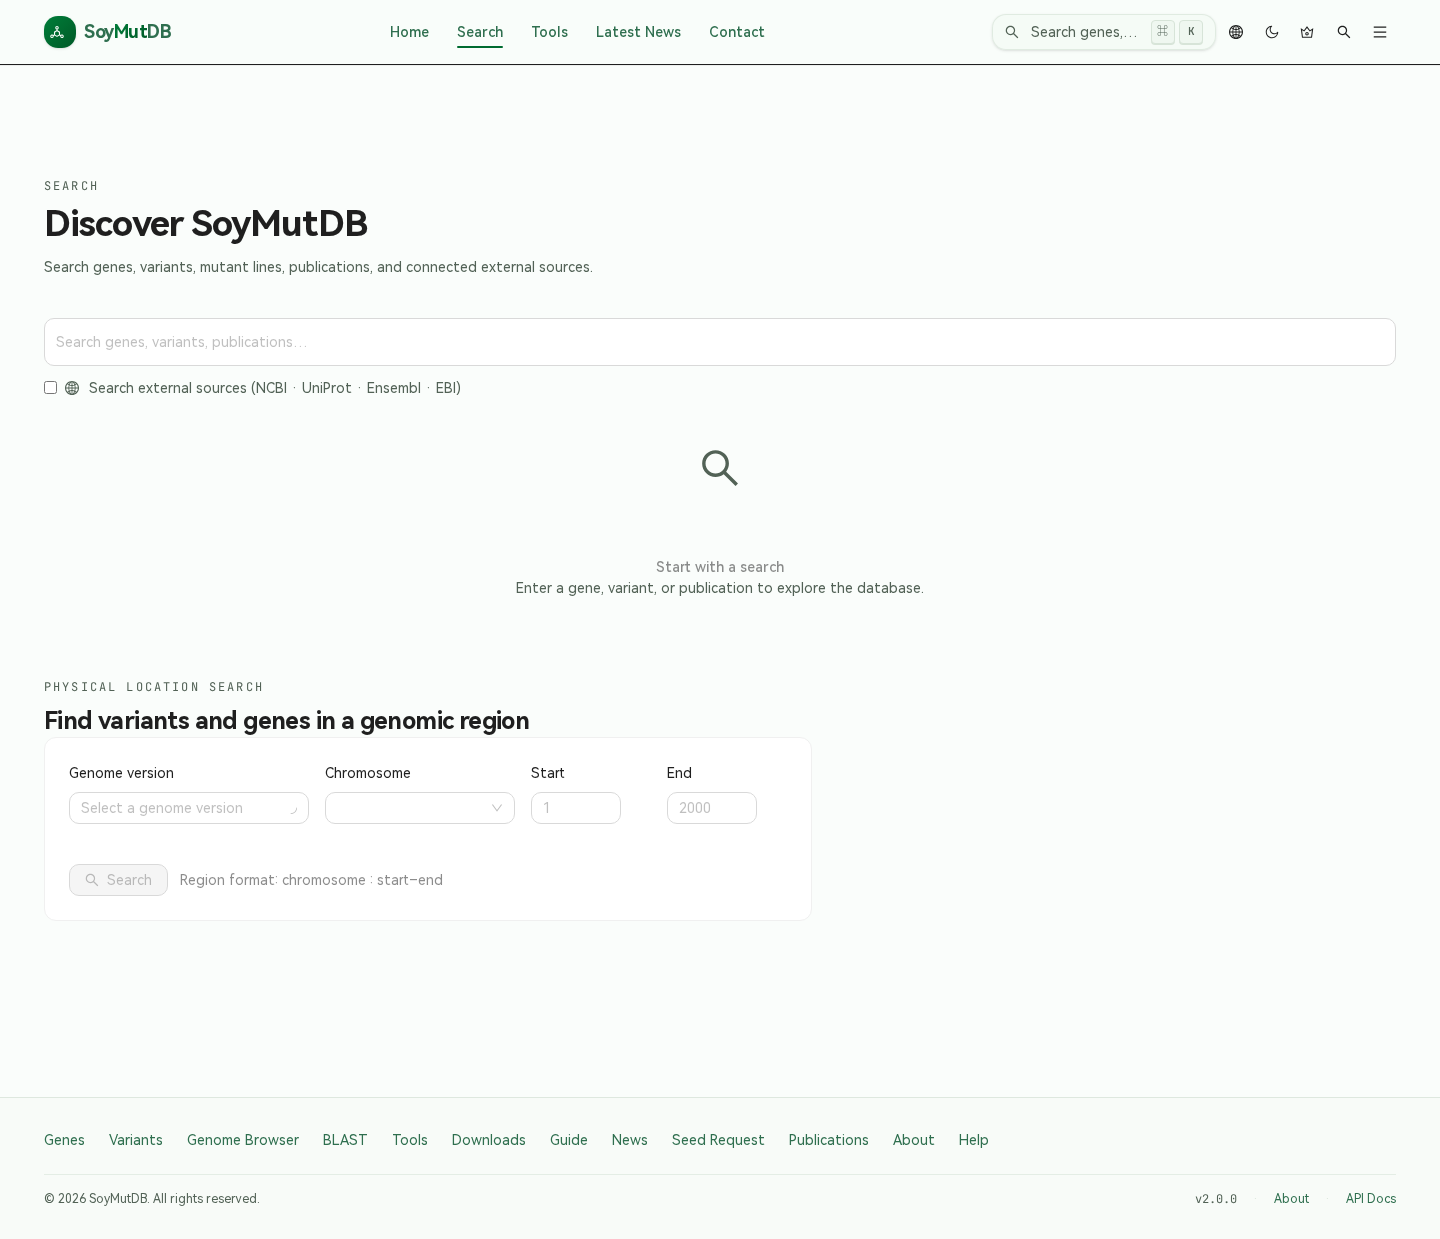 SoyMutDB
Home Search Tools Latest News Contact
Search genes,... ⌘ K
SEARCH
Discover SoyMutDB
Search genes, variants, mutant lines, publications, and connected external sources.
Search genes, variants, publications...
Search external sources (NCBI · UniProt · Ensembl · EBI)
Start with a search
Enter a gene, variant, or publication to explore the database.
PHYSICAL LOCATION SEARCH
Find variants and genes in a genomic region
Genome version Chromosome Start End
Select a genome version 1 2000
Search Region format: chromosome : start–end
Genes Variants Genome Browser BLAST Tools Downloads Guide News Seed Request Publications About Help
© 2026 SoyMutDB. All rights reserved. v2.0.0 · About · API Docs